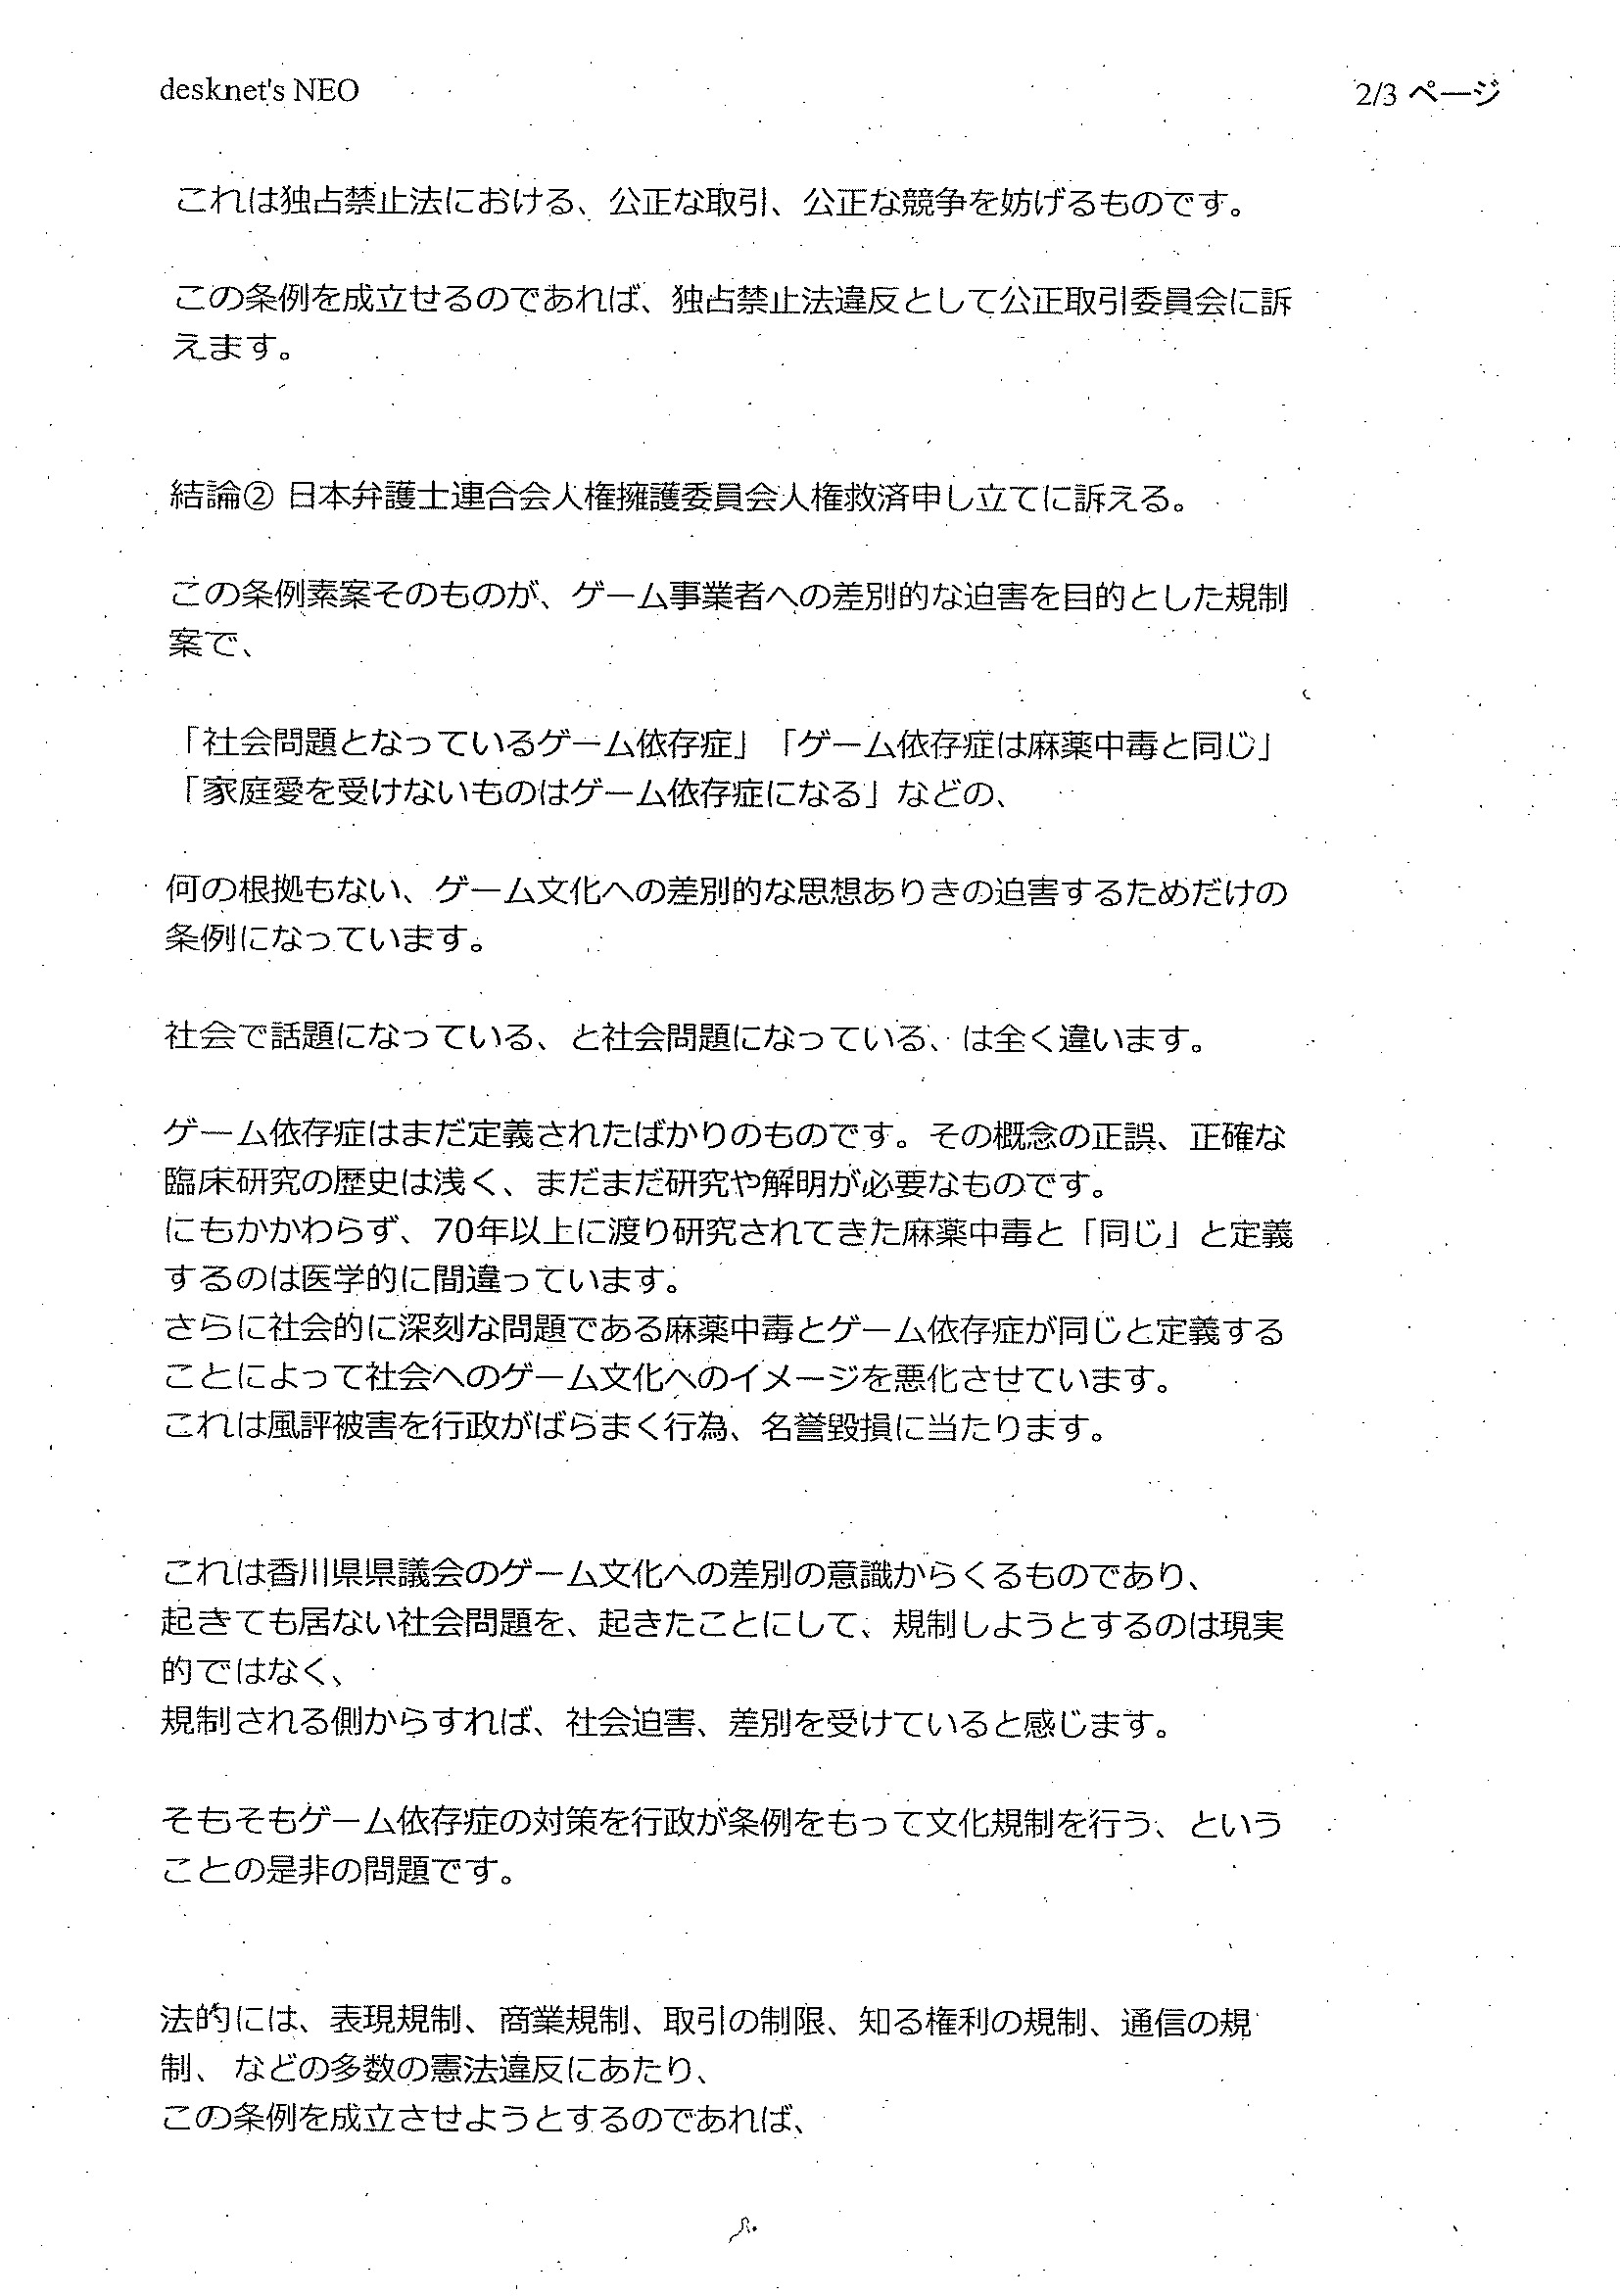 desknet's NEO
2/3 ページ
これは独占禁止法における、公正な取引、公正な競争を妨げるものです。
この条例を成立せるのであれば、独占禁止法違反として公正取引委員会に訴
えます。
結論② 日本弁護士連合会人権擁護委員会人権救済申し立てに訴える。
この条例素案そのものが、ゲーム事業者への差別的な迫害を目的とした規制
案で、
「社会問題となっているゲーム依存症」「ゲーム依存症は麻薬中毒と同じ」
「家庭愛を受けないものはゲーム依存症になる」などの、
何の根拠もない、ゲーム文化への差別的な思想ありきの迫害するためだけの
条例になっています。
社会で話題になっている、と社会問題になっている、は全く違います。
ゲーム依存症はまだ定義されたばかりのものです。その概念の正誤、正確な
臨床研究の歴史は浅く、まだまだ研究や解明が必要なものです。
にもかかわらず、70年以上に渡り研究されてきた麻薬中毒と「同じ」と定義
するのは医学的に間違っています。
さらに社会的に深刻な問題である麻薬中毒とゲーム依存症が同じと定義する
ことによって社会へのゲーム文化へのイメージを悪化させています。
これは風評被害を行政がばらまく行為、名誉毀損に当たります。
これは香川県県議会のゲーム文化への差別の意識からくるものであり、
起きても居ない社会問題を、起きたことにして、規制しようとするのは現実
的ではなく、
規制される側からすれば、社会迫害、差別を受けていると感じます。
そもそもゲーム依存症の対策を行政が条例をもって文化規制を行う、という
ことの是非の問題です。
法的には、表現規制、商業規制、取引の制限、知る権利の規制、通信の規
制、などの多数の憲法違反にあたり、
この条例を成立させようとするのであれば、